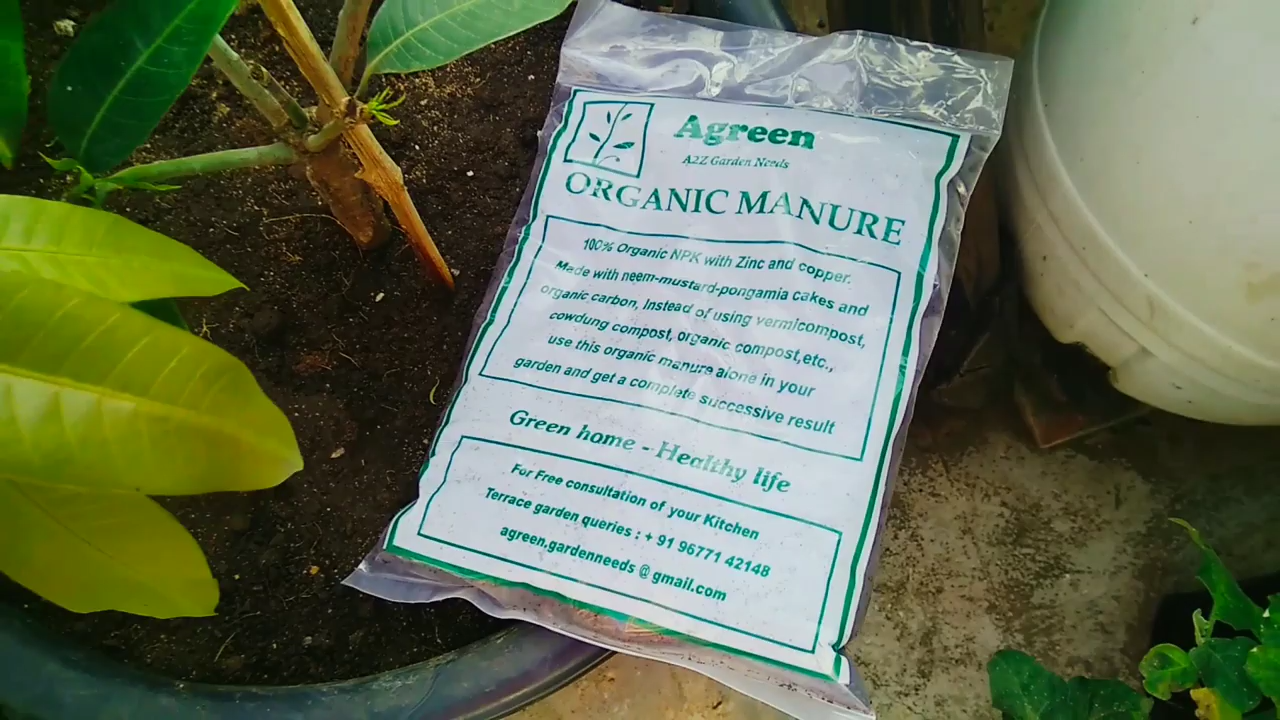 Agreen
A2Z Garden Needs
ORGANIC MANURE
100% Organic NPK with Zinc and copper.
Made with neem-mustard-pongamia cakes and
organic carbon, Instead of using vermicompost,
cowdung compost, organic compost,etc.,
use this organic manure alone in your
garden and get a complete successive result
Green home - Healthy life
For Free consultation of your Kitchen
Terrace garden queries : + 91 96771 42148
agreen.gardenneeds @ gmail.com